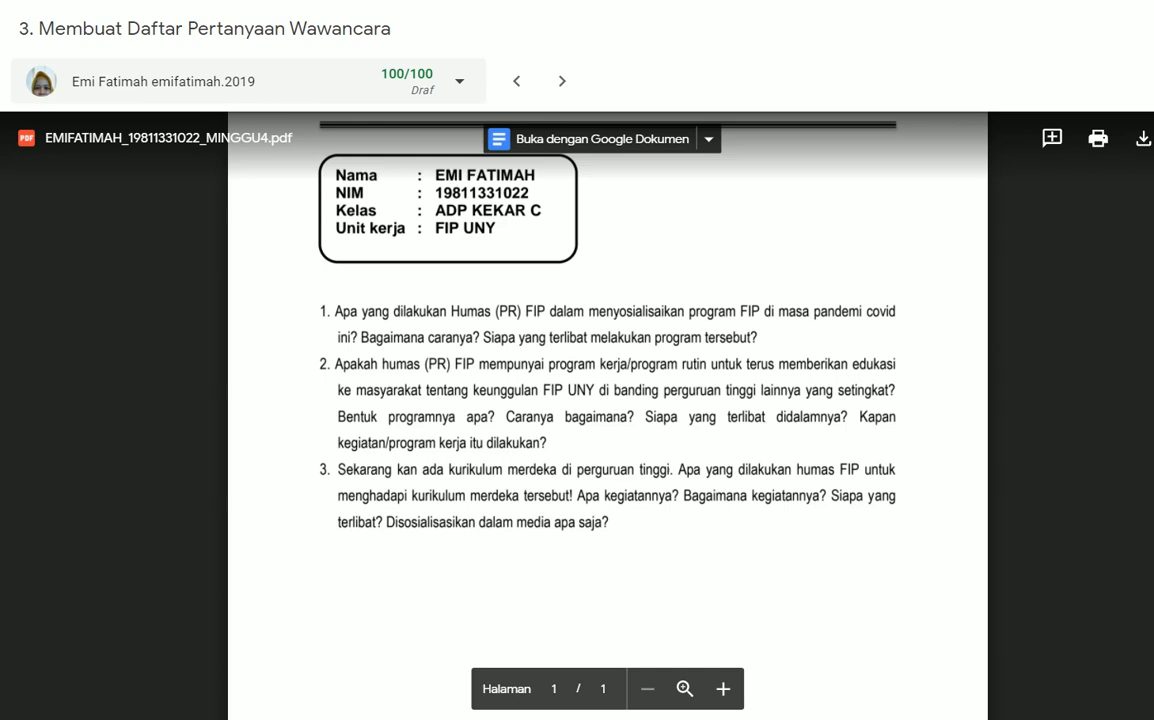 3. Membuat Daftar Pertanyaan Wawancara
Emi Fatimah emifatimah.2019
100/100
Draf
PDF
EMIFATIMAH_19811331022_MINGGU4.pdf
Buka dengan Google Dokumen
Nama : EMI FATIMAH
NIM : 19811331022
Kelas : ADP KEKAR C
Unit kerja : FIP UNY
1. Apa yang dilakukan Humas (PR) FIP dalam menyosialisaikan program FIP di masa pandemi covid
ini? Bagaimana caranya? Siapa yang terlibat melakukan program tersebut?
2. Apakah humas (PR) FIP mempunyai program kerja/program rutin untuk terus memberikan edukasi
ke masyarakat tentang keunggulan FIP UNY di banding perguruan tinggi lainnya yang setingkat?
Bentuk programnya apa? Caranya bagaimana? Siapa yang terlibat didalamnya? Kapan
kegiatan/program kerja itu dilakukan?
3. Sekarang kan ada kurikulum merdeka di perguruan tinggi. Apa yang dilakukan humas FIP untuk
menghadapi kurikulum merdeka tersebut! Apa kegiatannya? Bagaimana kegiatannya? Siapa yang
terlibat? Disosialisasikan dalam media apa saja?
Halaman 1 / 1